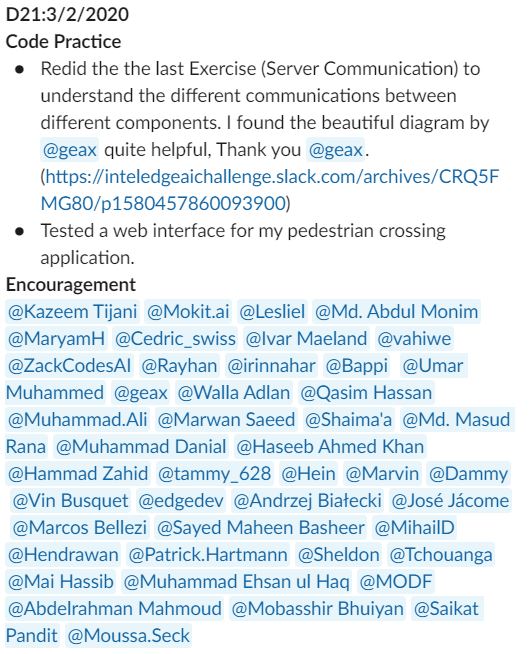 D21:3/2/2020
Code Practice
● Redid the the last Exercise (Server Communication) to
understand the different communications between
different components. I found the beautiful diagram by
@geax quite helpful, Thank you @geax.
(https://inteledgeaichallenge.slack.com/archives/CRQ5F
MG80/p1580457860093900)
● Tested a web interface for my pedestrian crossing
application.
Encouragement
@Kazeem Tijani @Mokit.ai @Lesliel @Md. Abdul Monim
@MaryamH @Cedric_swiss @Ivar Maeland @vahiwe
@ZackCodesAI @Rayhan @irinnahar @Bappi @Umar
Muhammed @geax @Walla Adlan @Qasim Hassan
@Muhammad.Ali @Marwan Saeed @Shaima'a @Md. Masud
Rana @Muhammad Danial @Haseeb Ahmed Khan
@Hammad Zahid @tammy_628 @Hein @Marvin @Dammy
@Vin Busquet @edgedev @Andrzej Białecki @José Jácome
@Marcos Bellezi @Sayed Maheen Basheer @MihailD
@Hendrawan @Patrick.Hartmann @Sheldon @Tchouanga
@Mai Hassib @Muhammad Ehsan ul Haq @MODF
@Abdelrahman Mahmoud @Mobasshir Bhuiyan @Saikat
Pandit @Moussa.Seck